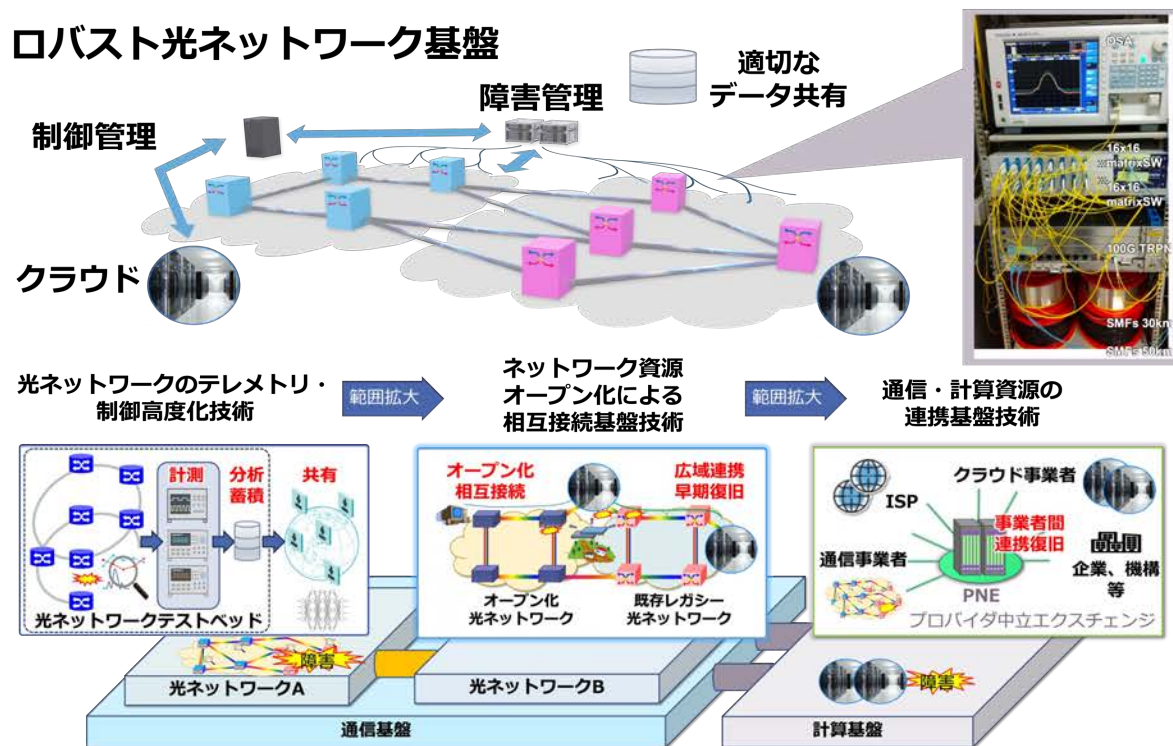 ロバスト光ネットワーク基盤
適切な
データ共有
障害管理
制御管理
クラウド
OSA
16x16
matrixSW
16x16
matrixSW
100G TRPN
SMFs 30km
SMFs 50km
光ネットワークのテレメトリ・
制御高度化技術
範囲拡大
ネットワーク資源
オープン化による
相互接続基盤技術
範囲拡大
通信・計算資源の
連携基盤技術
計測
分析
蓄積
共有
光ネットワークテストベッド
オープン化
相互接続
広域連携
早期復旧
オープン化
光ネットワーク
既存レガシー
光ネットワーク
ISP
クラウド事業者
通信事業者
事業者間
連携復旧
企業、機構
等
PNE
プロバイダ中立エクスチェンジ
障害
光ネットワークA
光ネットワークB
障害
通信基盤
計算基盤